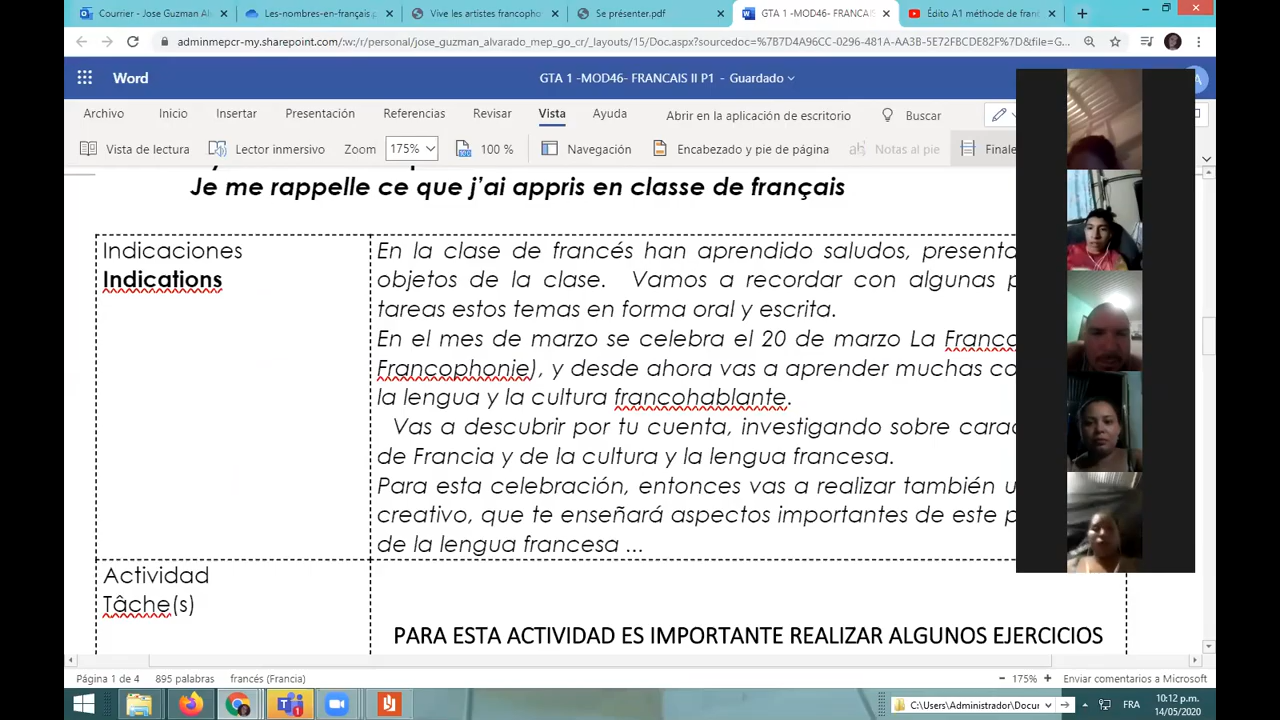 Courrier - Jose Guzman Al
Les-nombres-en-français.p
Vive les artistes francopho
Se présenter.pdf
GTA 1 -MOD46- FRANCAIS
Édito A1 méthode de fran
adminmepcr-my.sharepoint.com/:w:/r/personal/jose_guzman_alvarado_mep_go_cr/_layouts/15/Doc.aspx?sourcedoc=%7B7D4A96CC-0296-481A-AA3B-5E72FBCDE82F%7D&file=G...
Word
GTA 1 -MOD46- FRANCAIS II P1 - Guardado
Archivo Inicio Insertar Presentación Referencias Revisar Vista Ayuda Abrir en la aplicación de escritorio Buscar
Vista de lectura Lector inmersivo Zoom 175% 100 % Navegación Encabezado y pie de página Notas al pie Finale
Je me rappelle ce que j'ai appris en classe de français
Indicaciones
Indications
En la clase de francés han aprendido saludos, presenta
objetos de la clase. Vamos a recordar con algunas p
tareas estos temas en forma oral y escrita.
En el mes de marzo se celebra el 20 de marzo La Franco
Francophonie), y desde ahora vas a aprender muchas co
la lengua y la cultura francohablante.
Vas a descubrir por tu cuenta, investigando sobre cara
de Francia y de la cultura y la lengua francesa.
Para esta celebración, entonces vas a realizar también u
creativo, que te enseñará aspectos importantes de este p
de la lengua francesa ...
Actividad
Tâche(s)
PARA ESTA ACTIVIDAD ES IMPORTANTE REALIZAR ALGUNOS EJERCICIOS
Página 1 de 4 895 palabras francés (Francia) - 175% + Enviar comentarios a Microsoft
C:\Users\Administrador\Docur
FRA
10:12 p.m.
14/05/2020